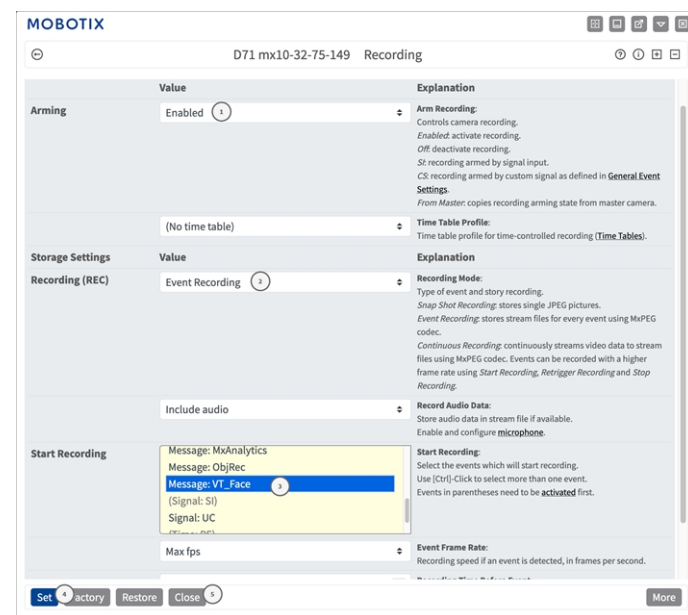 MOBOTIX
D71 mx10-32-75-149 Recording
Value Explanation
Arming
Enabled 1
Arm Recording:
Controls camera recording.
Enabled: activate recording.
Off: deactivate recording.
SI: recording armed by signal input.
CS: recording armed by custom signal as defined in General Event
Settings.
From Master: copies recording arming state from master camera.
(No time table)
Time Table Profile:
Time table profile for time-controlled recording (Time Tables).
Storage Settings Value Explanation
Recording (REC)
Event Recording 2
Recording Mode:
Type of event and story recording.
Snap Shot Recording: stores single JPEG pictures.
Event Recording: stores stream files for every event using MxPEG
codec.
Continuous Recording: continuously streams video data to stream
files using MxPEG codec. Events can be recorded with a higher
frame rate using Start Recording, Retrigger Recording and Stop
Recording.
Include audio
Record Audio Data:
Store audio data in stream file if available.
Enable and configure microphone.
Start Recording
Message: MxAnalytics
Message: ObjRec
Message: VT_Face 3
(Signal: SI)
Signal: UC
Start Recording:
Select the events which will start recording.
Use [Ctrl]-Click to select more than one event.
Events in parentheses need to be activated first.
Max fps
Event Frame Rate:
Recording speed if an event is detected, in frames per second.
Recording Time Before Event:
Set 4 actory Restore Close 5 More